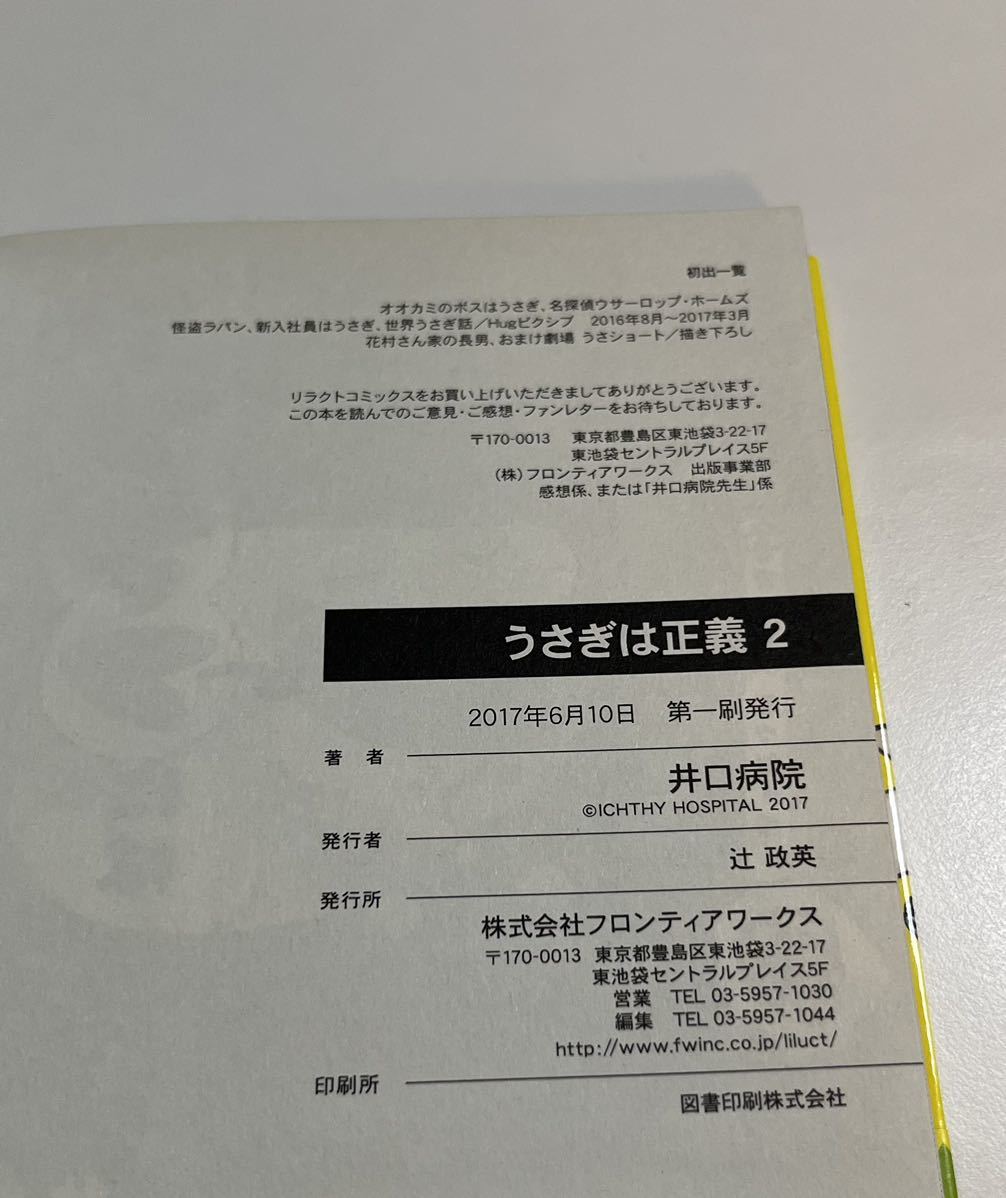 初出一覧
オオカミのボスはうさぎ、名探偵ウサーロップ・ホームズ
怪盗ラパン、新入社員はうさぎ、世界うさぎ話／Hugピクシブ　2016年8月～2017年3月
花村さん家の長男、おまけ劇場 うさショート／描き下ろし
リラクトコミックスをお買い上げいただきましてありがとうございます。
この本を読んでのご意見・ご感想・ファンレターをお待ちしております。
〒170-0013　東京都豊島区東池袋3-22-17
東池袋セントラルプレイス5F
（株）フロンティアワークス　出版事業部
感想係、または「井口病院先生」係
うさぎは正義 2
2017年6月10日　第一刷発行
著　者
井口病院
©ICHTHY HOSPITAL 2017
発行者
辻 政英
発行所
株式会社フロンティアワークス
〒170-0013　東京都豊島区東池袋3-22-17
東池袋セントラルプレイス5F
営業　TEL 03-5957-1030
編集　TEL 03-5957-1044
http://www.fwinc.co.jp/liluct/
印刷所
図書印刷株式会社